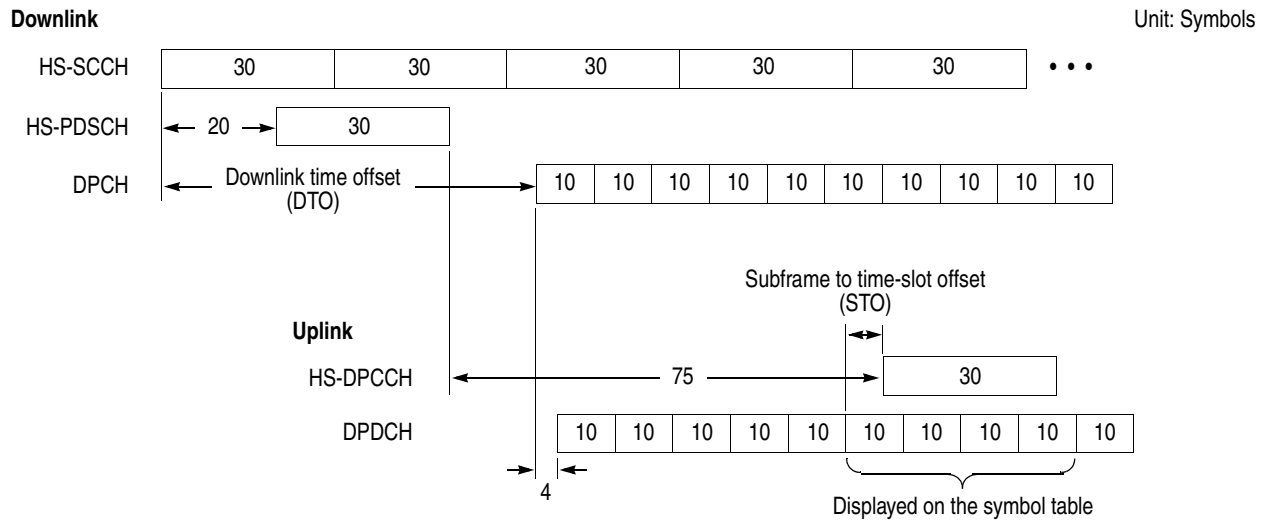 Downlink
Unit: Symbols
HS-SCCH 30 30 30 30 30 • • •
HS-PDSCH 20 30
DPCH Downlink time offset
(DTO)
10 10 10 10 10 10 10 10 10 10
Subframe to time-slot offset
(STO)
Uplink
HS-DPCCH 75 30
DPDCH 10 10 10 10 10 10 10 10 10 10
4
Displayed on the symbol table